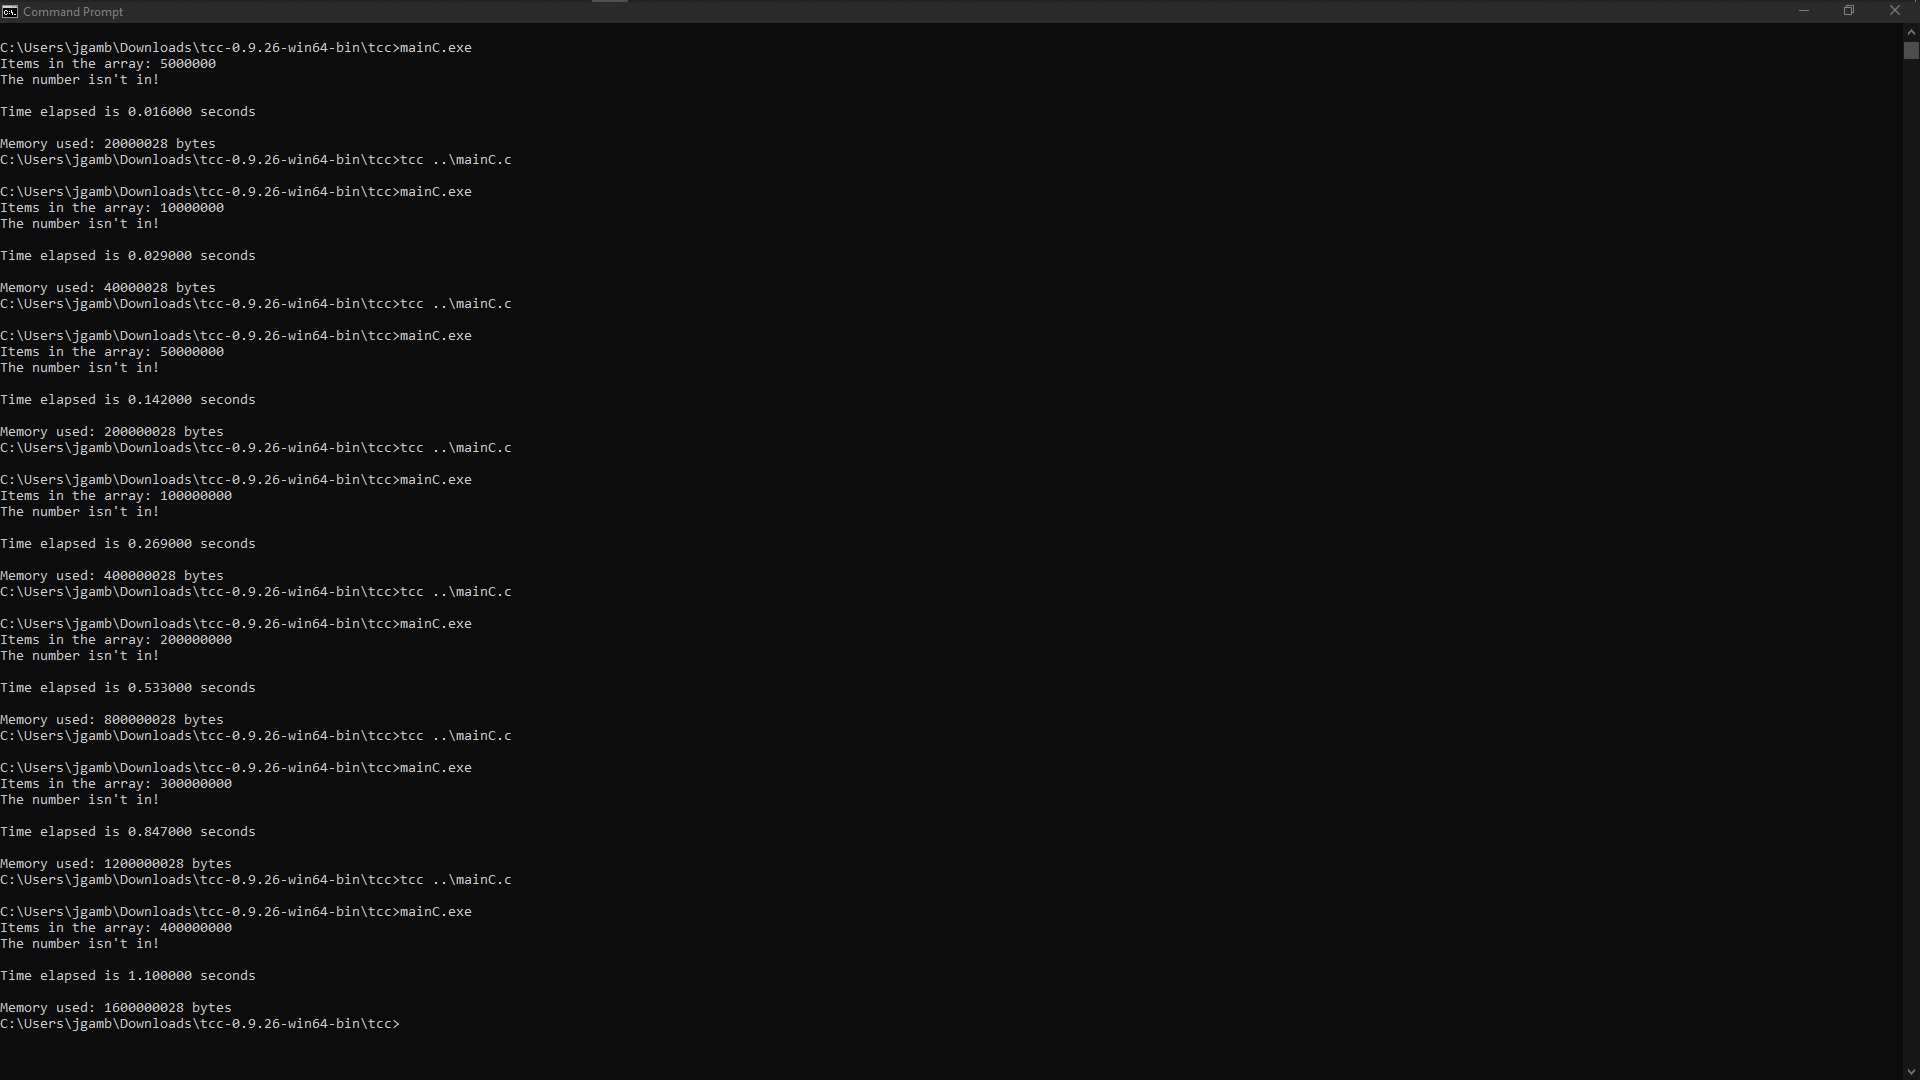 Command Prompt
C:\Users\jgamb\Downloads\tcc-0.9.26-win64-bin\tcc>mainC.exe
Items in the array: 5000000
The number isn't in!
Time elapsed is 0.016000 seconds
Memory used: 20000028 bytes
C:\Users\jgamb\Downloads\tcc-0.9.26-win64-bin\tcc>tcc ..\mainC.c
C:\Users\jgamb\Downloads\tcc-0.9.26-win64-bin\tcc>mainC.exe
Items in the array: 10000000
The number isn't in!
Time elapsed is 0.029000 seconds
Memory used: 40000028 bytes
C:\Users\jgamb\Downloads\tcc-0.9.26-win64-bin\tcc>tcc ..\mainC.c
C:\Users\jgamb\Downloads\tcc-0.9.26-win64-bin\tcc>mainC.exe
Items in the array: 50000000
The number isn't in!
Time elapsed is 0.142000 seconds
Memory used: 200000028 bytes
C:\Users\jgamb\Downloads\tcc-0.9.26-win64-bin\tcc>tcc ..\mainC.c
C:\Users\jgamb\Downloads\tcc-0.9.26-win64-bin\tcc>mainC.exe
Items in the array: 100000000
The number isn't in!
Time elapsed is 0.269000 seconds
Memory used: 400000028 bytes
C:\Users\jgamb\Downloads\tcc-0.9.26-win64-bin\tcc>tcc ..\mainC.c
C:\Users\jgamb\Downloads\tcc-0.9.26-win64-bin\tcc>mainC.exe
Items in the array: 200000000
The number isn't in!
Time elapsed is 0.533000 seconds
Memory used: 800000028 bytes
C:\Users\jgamb\Downloads\tcc-0.9.26-win64-bin\tcc>tcc ..\mainC.c
C:\Users\jgamb\Downloads\tcc-0.9.26-win64-bin\tcc>mainC.exe
Items in the array: 300000000
The number isn't in!
Time elapsed is 0.847000 seconds
Memory used: 1200000028 bytes
C:\Users\jgamb\Downloads\tcc-0.9.26-win64-bin\tcc>tcc ..\mainC.c
C:\Users\jgamb\Downloads\tcc-0.9.26-win64-bin\tcc>mainC.exe
Items in the array: 400000000
The number isn't in!
Time elapsed is 1.100000 seconds
Memory used: 1600000028 bytes
C:\Users\jgamb\Downloads\tcc-0.9.26-win64-bin\tcc>